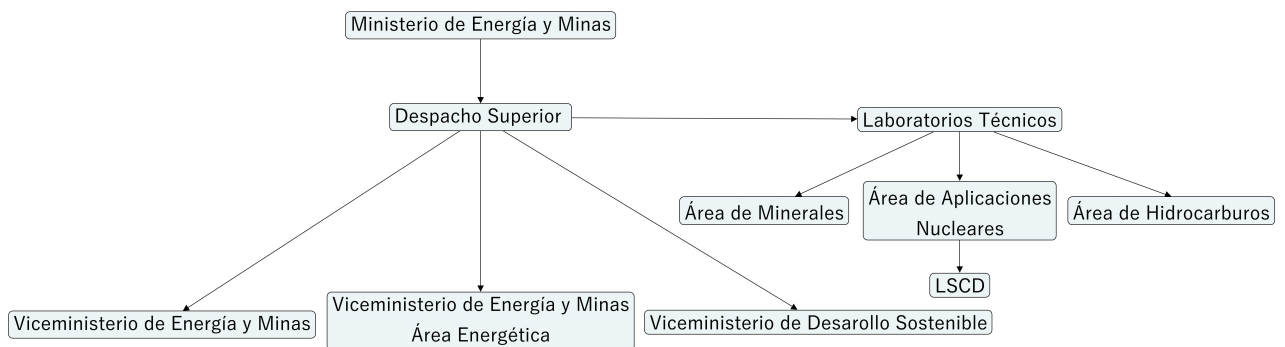 Ministerio de Energía y Minas
Despacho Superior
Laboratorios Técnicos
Área de Minerales
Área de Aplicaciones
Nucleares
Área de Hidrocarburos
LSCD
Viceministerio de Energía y Minas
Viceministerio de Energía y Minas
Área Energética
Viceministerio de Desarollo Sostenible